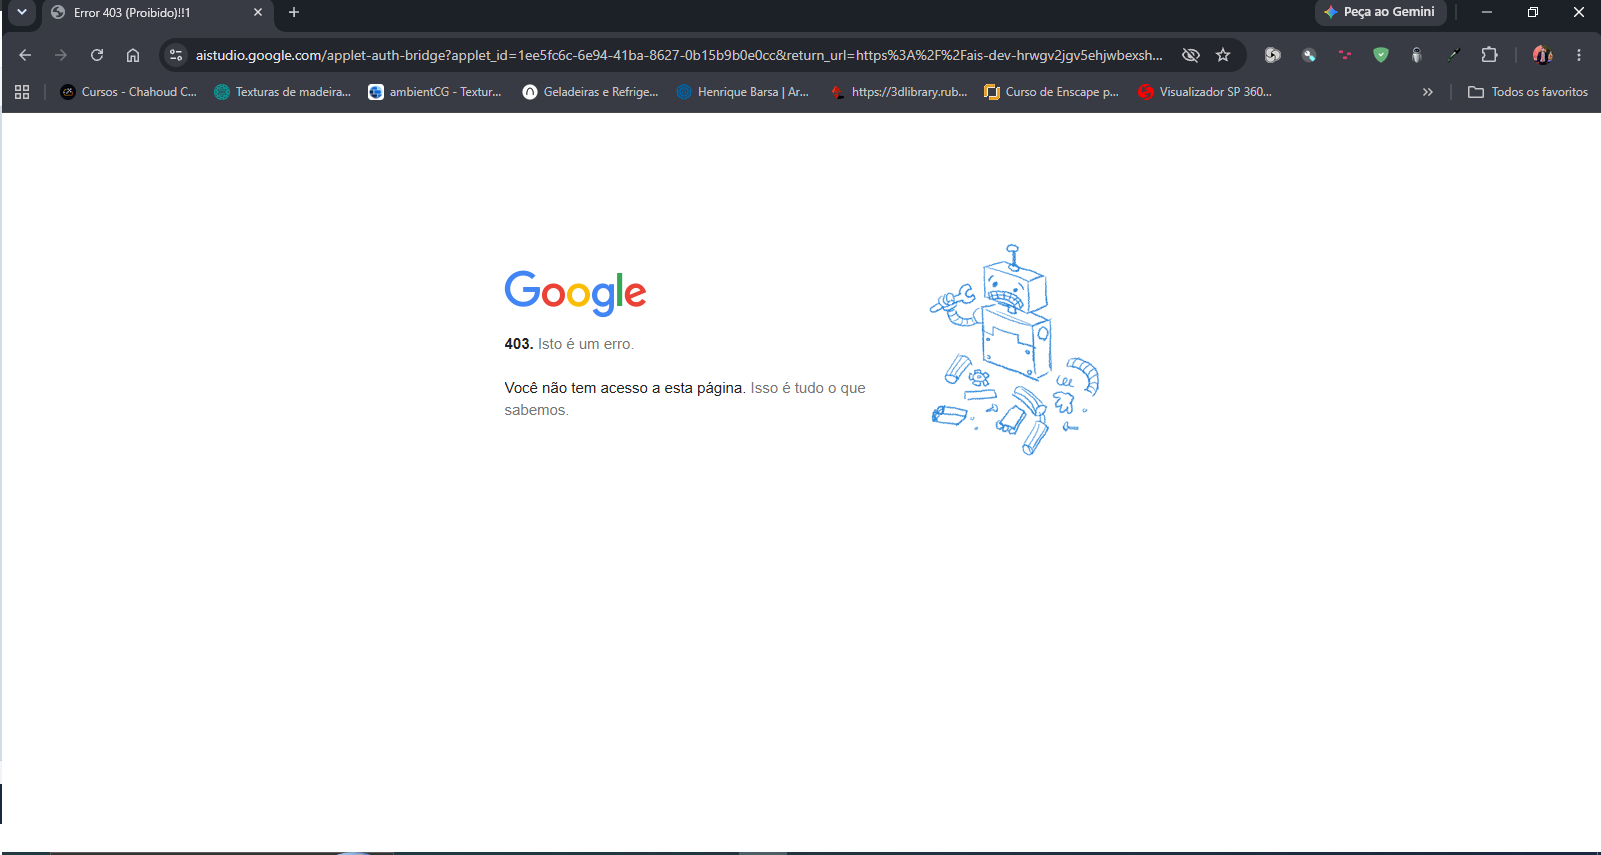 Error 403 (Proibido)!!1
Peça ao Gemini
aistudio.google.com/applet-auth-bridge?applet_id=1ee5fc6c-6e94-41ba-8627-0b15b9b0e0cc&return_url=https%3A%2F%2Fais-dev-hrwgv2jgv5ehjwbexsh...
Cursos - Chahoud C...
Texturas de madeira...
ambientCG - Textur...
Geladeiras e Refrige...
Henrique Barsa | Ar...
https://3dlibrary.rub...
Curso de Enscape p...
Visualizador SP 360...
Todos os favoritos
Google
403. Isto é um erro.
Você não tem acesso a esta página. Isso é tudo o que
sabemos.